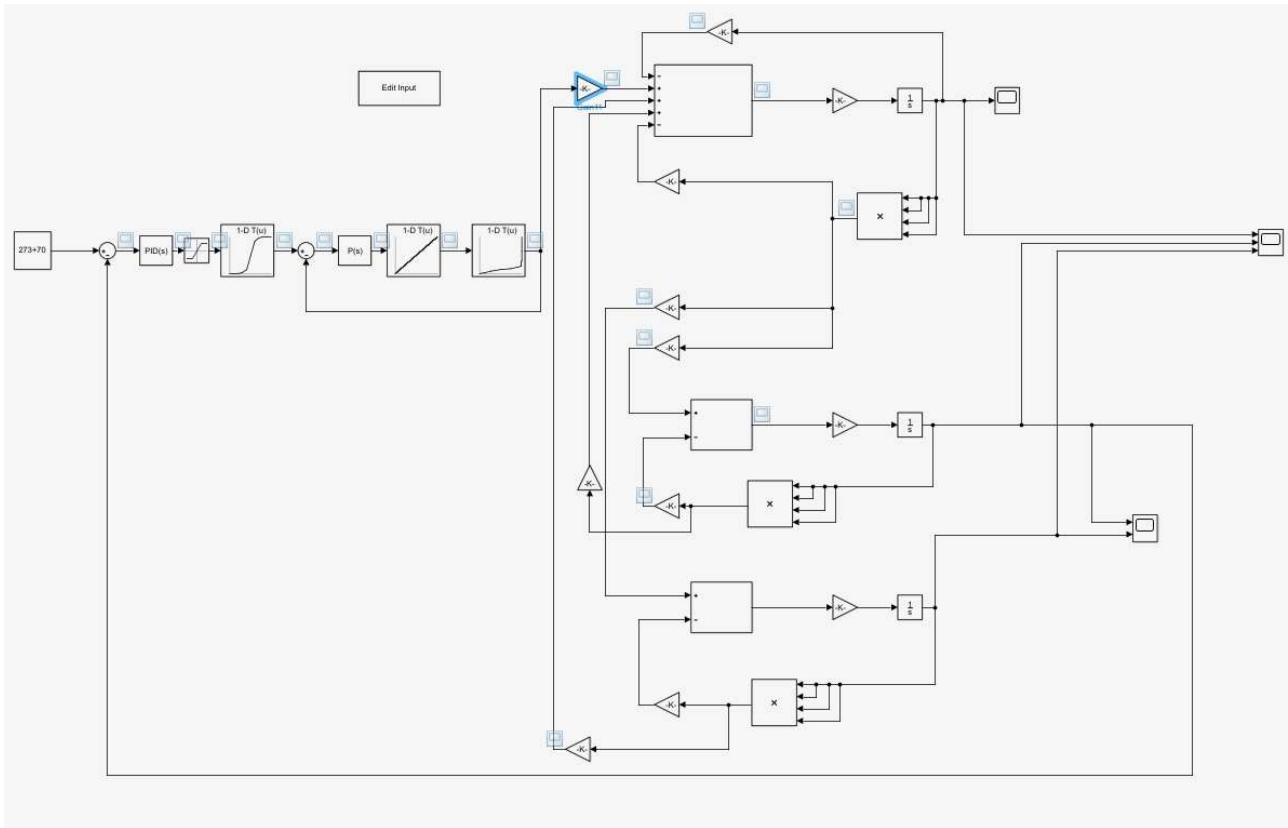 -K-
Edit Input
-K-
-K-
1
s
-K-
×
1-D T(u)
1-D T(u)
1-D T(u)
273+70
PID(s)
P(s)
-K-
-K-
-K-
1
s
-K-
-K-
×
-K-
1
s
-K-
×
-K-